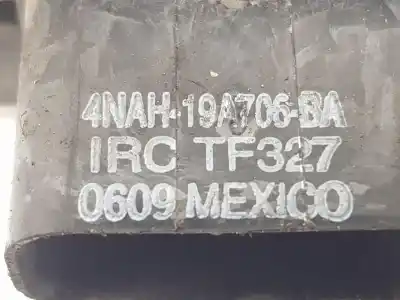 4NAH-19A706-BA
IRC TF327
0609 MEXICO